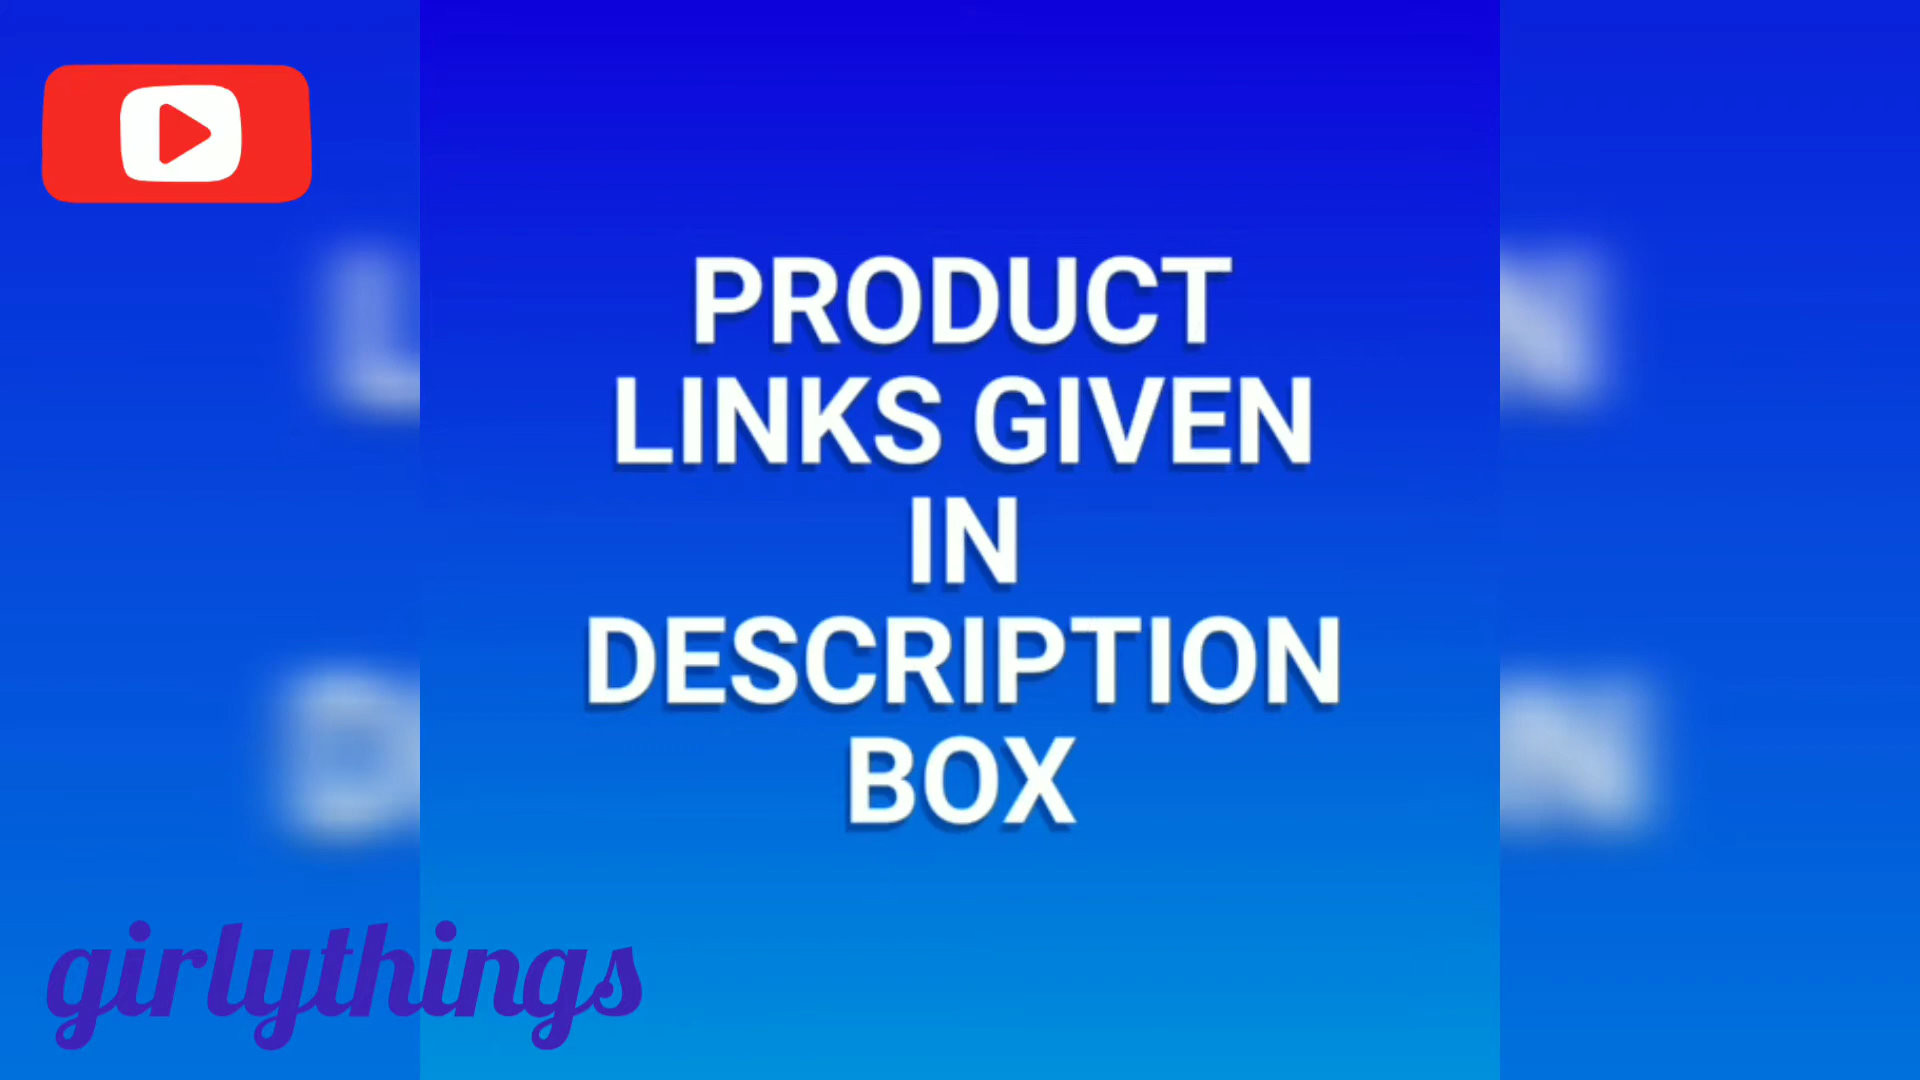 PRODUCT
LINKS GIVEN
IN
DESCRIPTION
BOX
girlythings